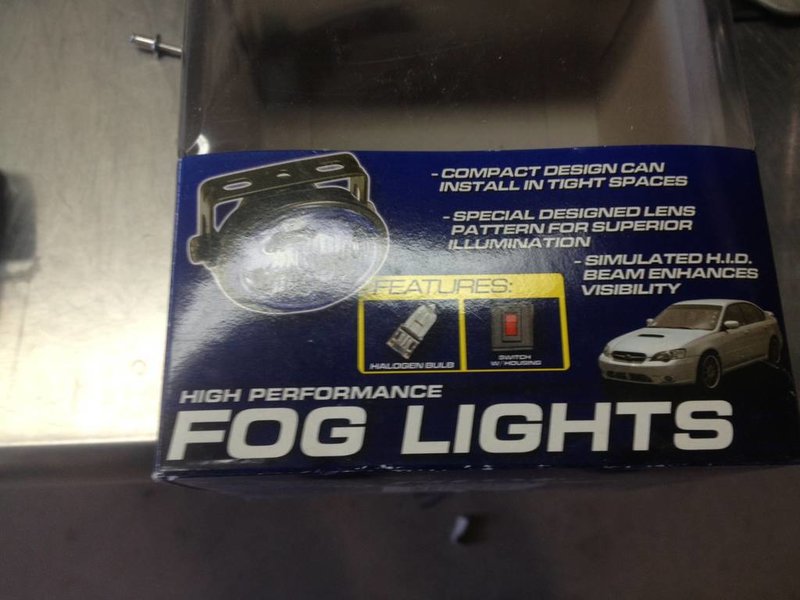 - COMPACT DESIGN CAN
INSTALL IN TIGHT SPACES
- SPECIAL DESIGNED LENS
PATTERN FOR SUPERIOR
ILLUMINATION
- SIMULATED H.I.D.
BEAM ENHANCES
VISIBILITY
FEATURES:
HALOGEN BULB
SWITCH
W/ HOUSING
HIGH PERFORMANCE
FOG LIGHTS